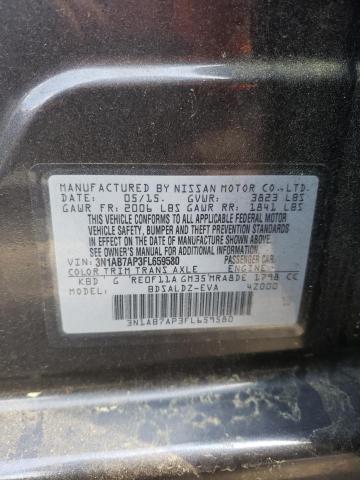 MANUFACTURED BY NISSAN MOTOR CO., LTD.
DATE: 05/15. GVWR: 3823 LBS
GAWR FR: 2006 LBS GAWR RR: 1841 LBS
THIS VEHICLE CONFORMS TO ALL APPLICABLE FEDERAL MOTOR
VEHICLE SAFETY, BUMPER, AND THEFT PREVENTION STANDARDS
IN EFFECT ON THE DATE OF MANUFACTURE SHOWN ABOVE.
SEE OWNER'S MANUAL FOR ADDITIONAL INFORMATION
VIN: 3N1AB7AP3FL659580 PASSENGER CAR
COLOR TRIM TRANS AXLE ENGINE
KBD G RE0F11A GH35 MRA8DE 1798 CC
MODEL: BDSALDZ-EVA 4Z000
3N1AB7AP3FL659580